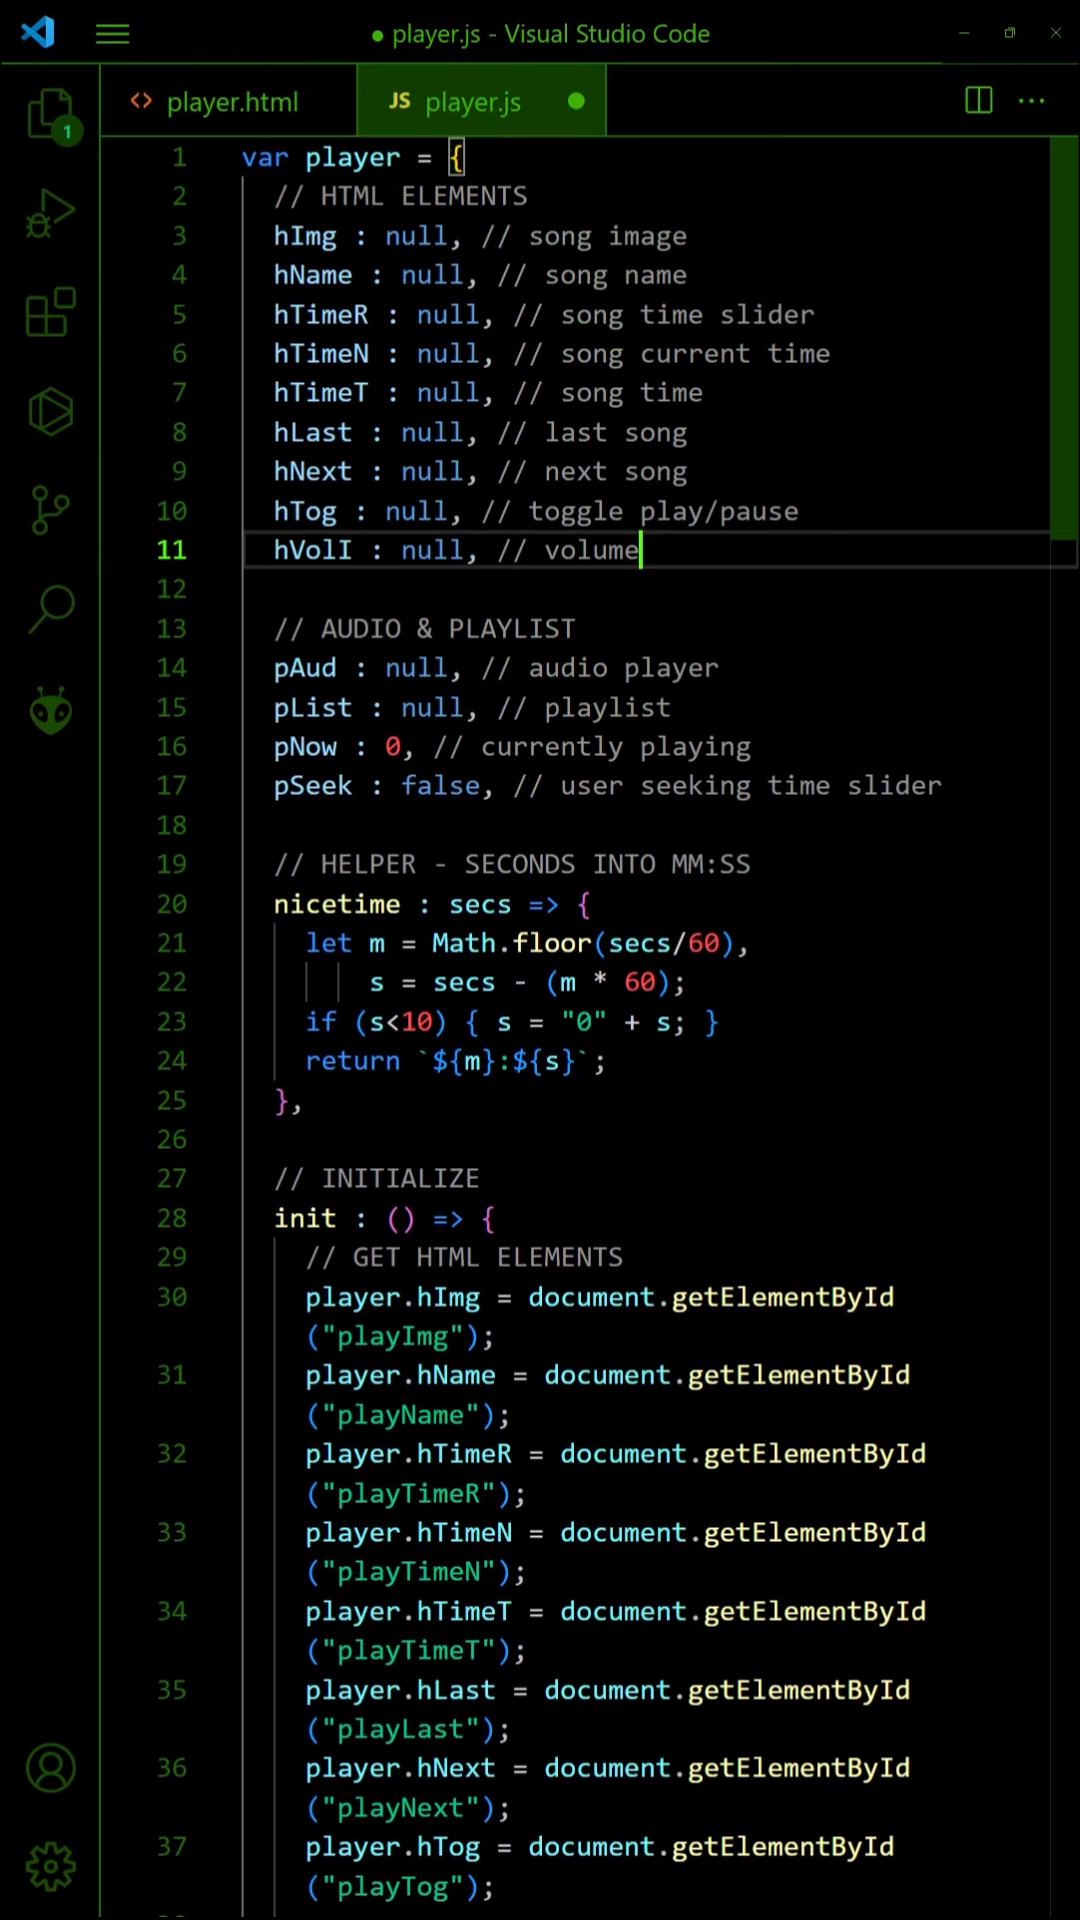 player.js - Visual Studio Code
player.html
JS player.js
1
1 var player = {
2 // HTML ELEMENTS
3 hImg : null, // song image
4 hName : null, // song name
5 hTimeR : null, // song time slider
6 hTimeN : null, // song current time
7 hTimeT : null, // song time
8 hLast : null, // last song
9 hNext : null, // next song
10 hTog : null, // toggle play/pause
11 hVolI : null, // volume
12
13 // AUDIO & PLAYLIST
14 pAud : null, // audio player
15 pList : null, // playlist
16 pNow : 0, // currently playing
17 pSeek : false, // user seeking time slider
18
19 // HELPER - SECONDS INTO MM:SS
20 nicetime : secs => {
21 let m = Math.floor(secs/60),
22 s = secs - (m * 60);
23 if (s<10) { s = "0" + s; }
24 return `${m}:${s}`;
25 },
26
27 // INITIALIZE
28 init : () => {
29 // GET HTML ELEMENTS
30 player.hImg = document.getElementById
("playImg");
31 player.hName = document.getElementById
("playName");
32 player.hTimeR = document.getElementById
("playTimeR");
33 player.hTimeN = document.getElementById
("playTimeN");
34 player.hTimeT = document.getElementById
("playTimeT");
35 player.hLast = document.getElementById
("playLast");
36 player.hNext = document.getElementById
("playNext");
37 player.hTog = document.getElementById
("playTog");